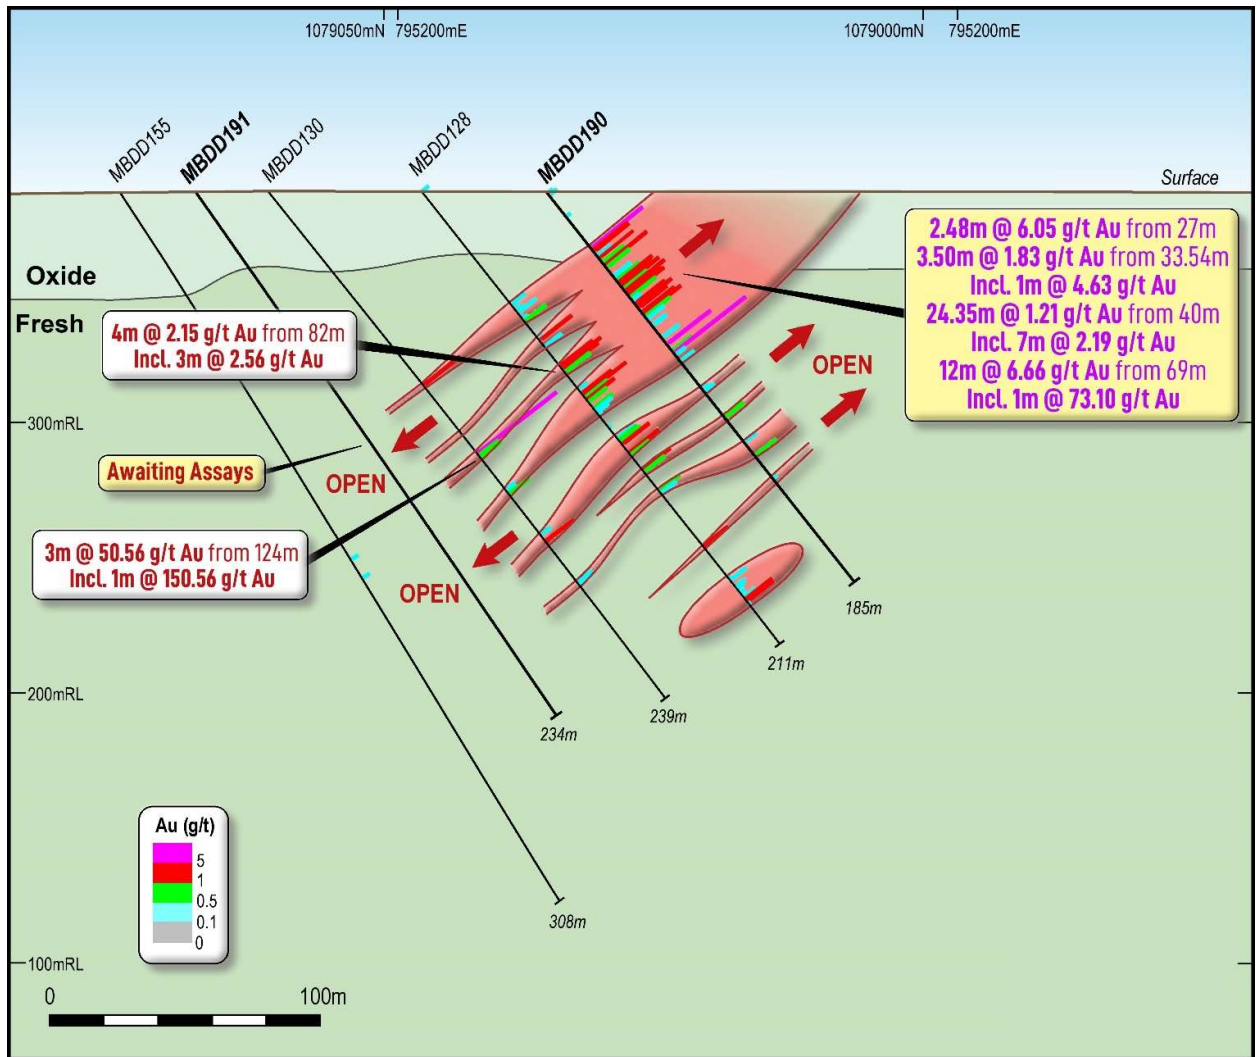 1079050mN 795200mE
1079000mN 795200mE
MBDD155
MBDD191
MBDD130
MBDD128
MBDD190
Surface
2.48m @ 6.05 g/t Au from 27m
3.50m @ 1.83 g/t Au from 33.54m
Incl. 1m @ 4.63 g/t Au
24.35m @ 1.21 g/t Au from 40m
Incl. 7m @ 2.19 g/t Au
12m @ 6.66 g/t Au from 69m
Incl. 1m @ 73.10 g/t Au
Oxide
Fresh
4m @ 2.15 g/t Au from 82m
Incl. 3m @ 2.56 g/t Au
OPEN
300mRL
Awaiting Assays
OPEN
3m @ 50.56 g/t Au from 124m
Incl. 1m @ 150.56 g/t Au
OPEN
185m
211m
200mRL
239m
234m
Au (g/t)
5
1
0.5
0.1
0
308m
100mRL
0 100m